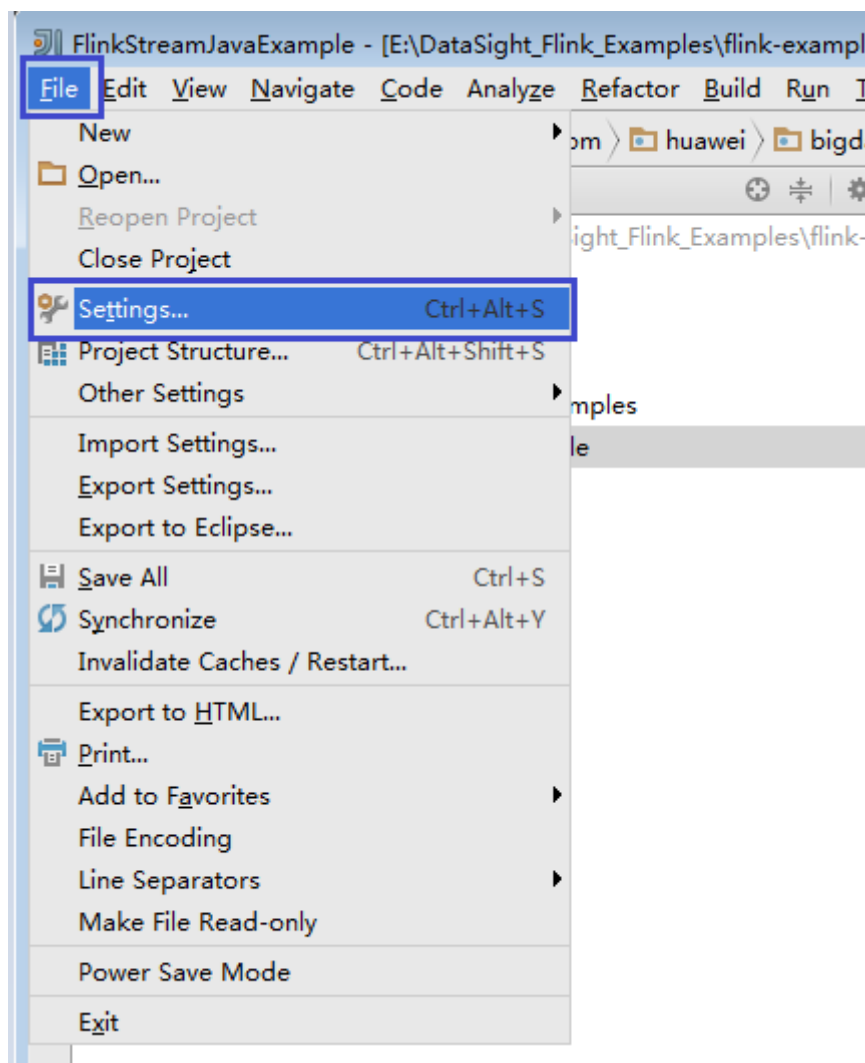 FlinkStreamJavaExample - [E:\DataSight_Flink_Examples\flink-exampl
File Edit View Navigate Code Analyze Refactor Build Run
New
om huawei bigd
Open...
Reopen Project
ight_Flink_Examples\flink-
Close Project
Settings... Ctrl+Alt+S
Project Structure... Ctrl+Alt+Shift+S
Other Settings
mples
Import Settings...
le
Export Settings...
Export to Eclipse...
Save All Ctrl+S
Synchronize Ctrl+Alt+Y
Invalidate Caches / Restart...
Export to HTML...
Print...
Add to Favorites
File Encoding
Line Separators
Make File Read-only
Power Save Mode
Exit